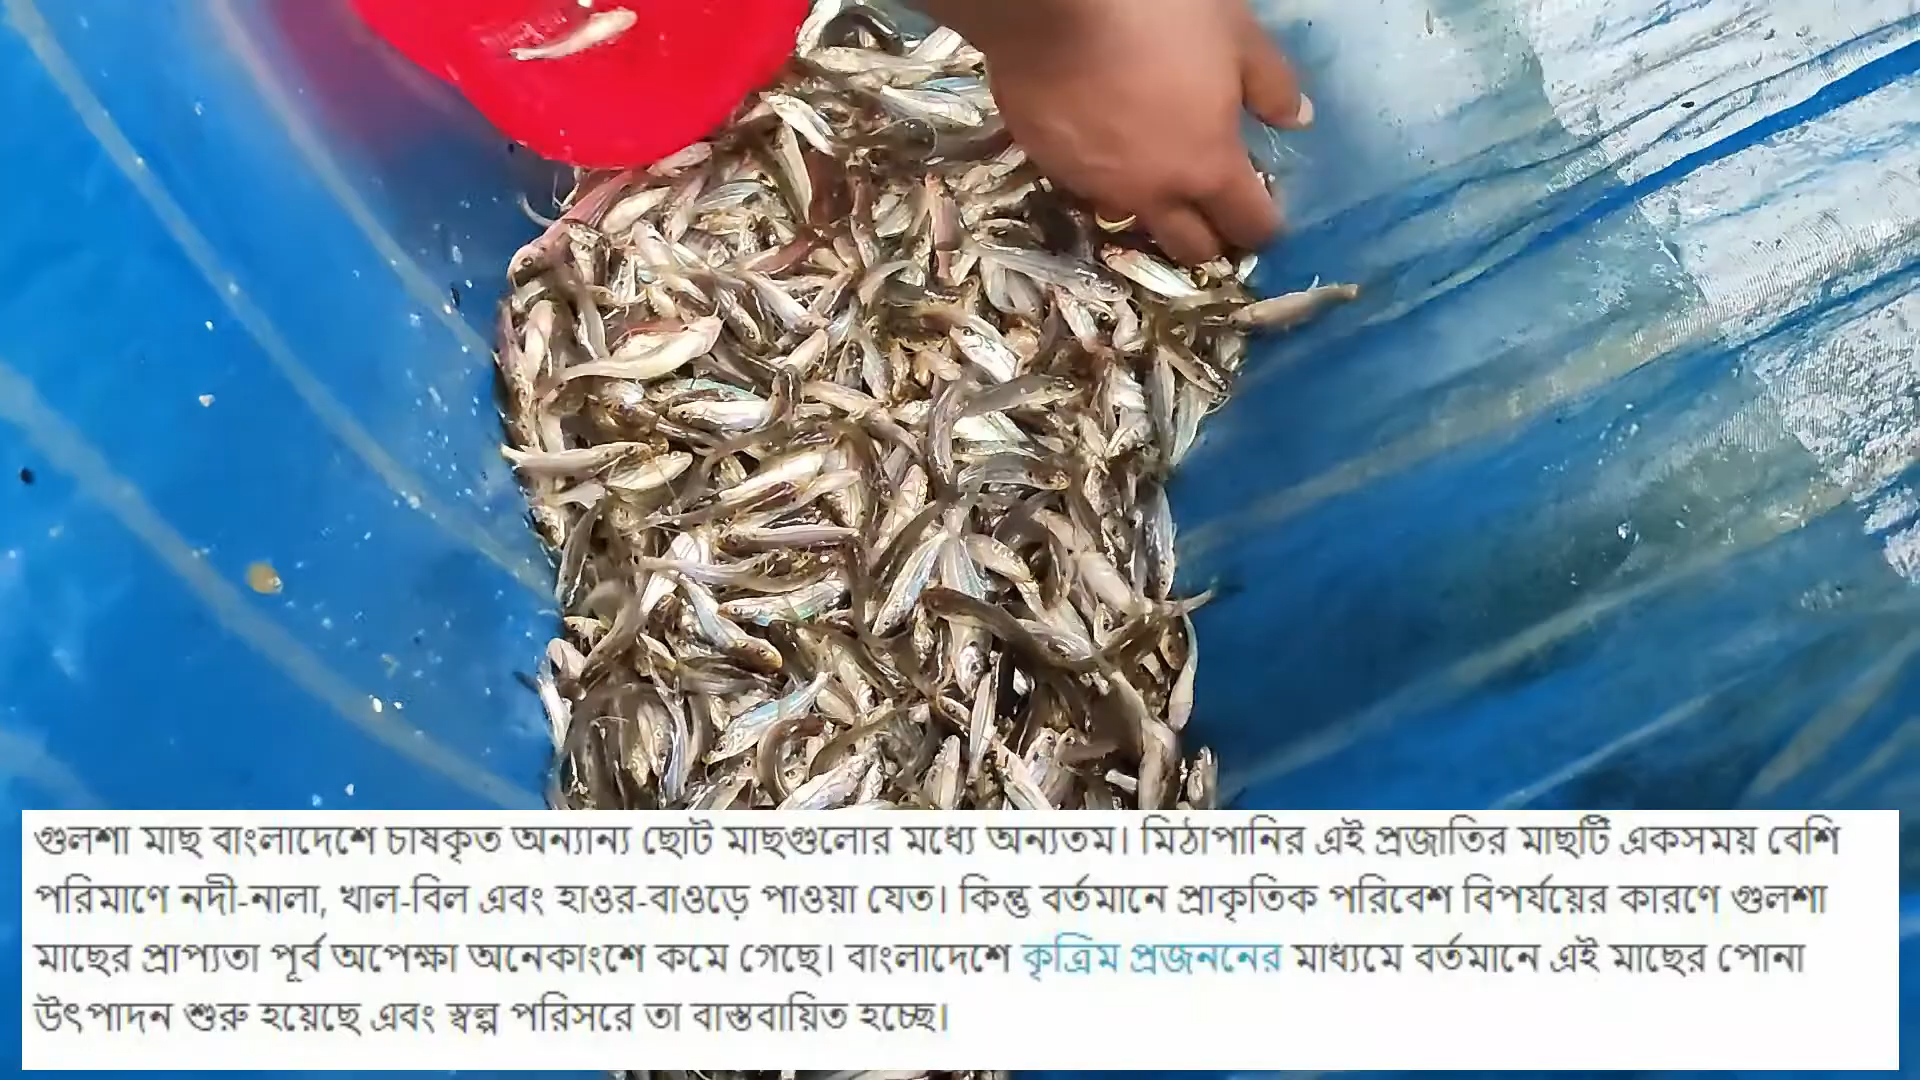 গুলশা মাছ বাংলাদেশে চাষকৃত অন্যান্য ছোট মাছগুলোর মধ্যে অন্যতম। মিঠাপানির এই প্রজাতির মাছটি একসময় বেশি
পরিমাণে নদী-নালা, খাল-বিল এবং হাওর-বাওড়ে পাওয়া যেত। কিন্তু বর্তমানে প্রাকৃতিক পরিবেশ বিপর্যয়ের কারণে গুলশা
মাছের প্রাপ্যতা পূর্ব অপেক্ষা অনেকাংশে কমে গেছে। বাংলাদেশে কৃত্রিম প্রজননের মাধ্যমে বর্তমানে এই মাছের পোনা
উৎপাদন শুরু হয়েছে এবং স্বল্প পরিসরে তা বাস্তবায়িত হচ্ছে।